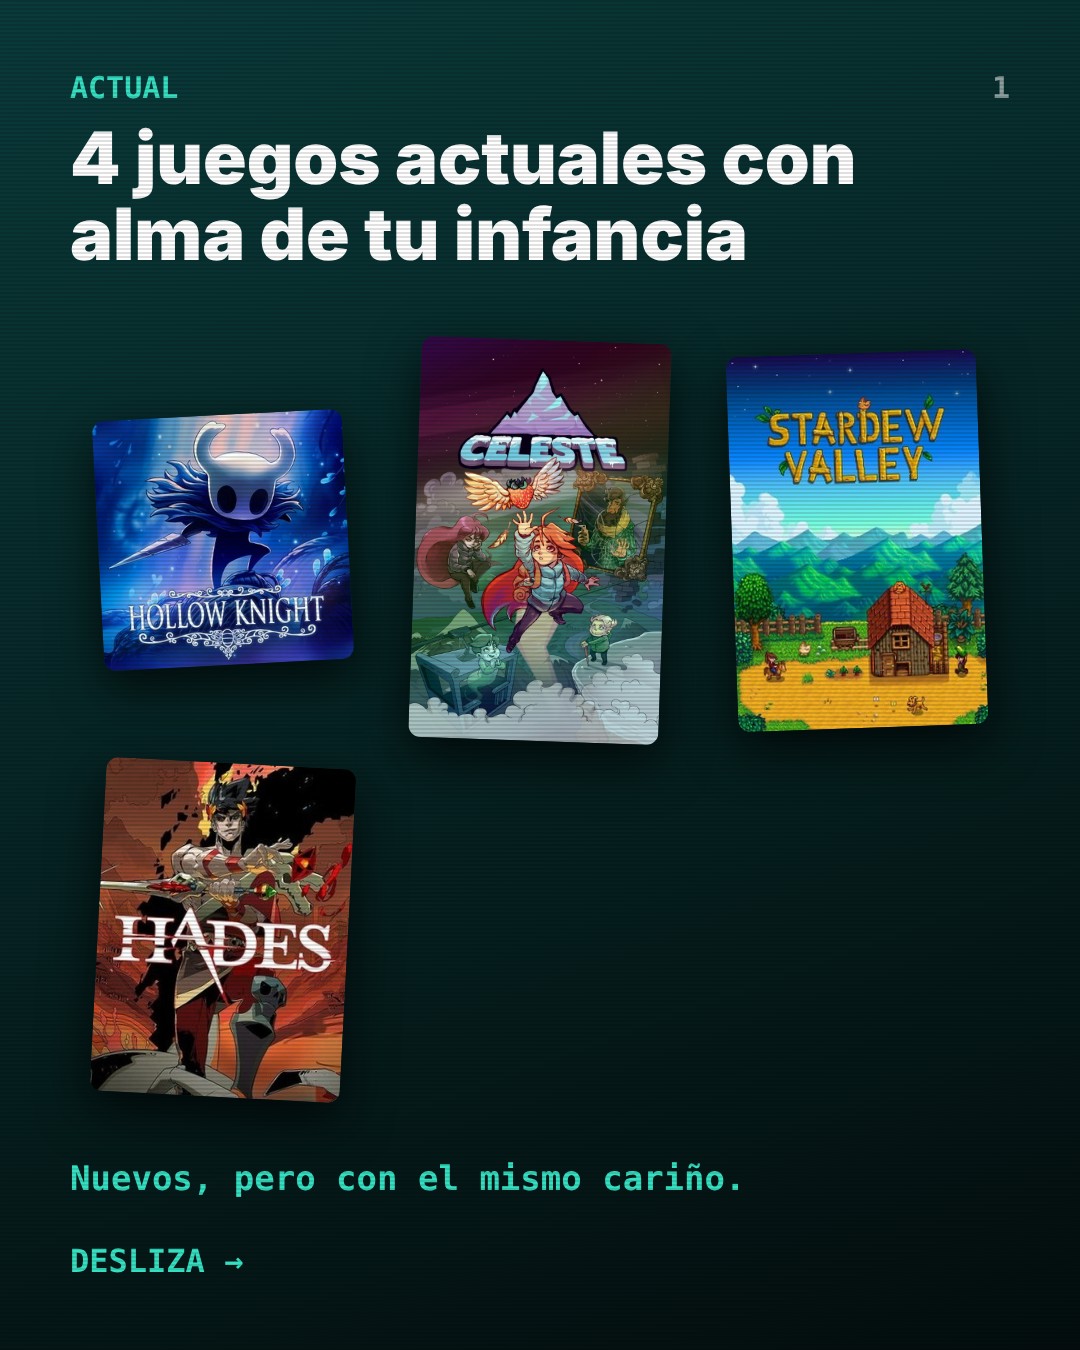 ACTUAL
1
4 juegos actuales con
alma de tu infancia
HOLLOW KNIGHT
CELESTE
STARDEW
VALLEY
HADES
Nuevos, pero con el mismo cariño.
DESLIZA →